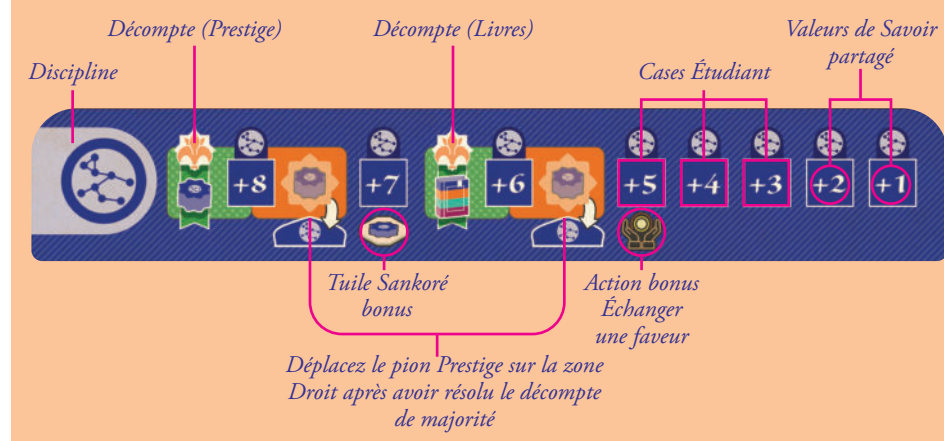 Décompte (Prestige)
Décompte (Livres)
Valeurs de Savoir
partagé
Discipline
Cases Étudiant
+8
+7
+6
+5
+4
+3
+2
+1
Tuile Sankoré
bonus
Action bonus
Échanger
une faveur
Déplacez le pion Prestige sur la zone
Droit après avoir résolu le décompte
de majorité